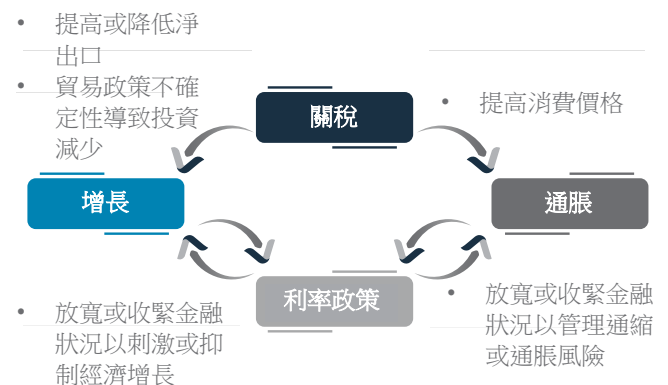 • 提高或降低淨
出口
• 貿易政策不確
定性導致投資
減少
關稅
• 提高消費價格
增長
通脹
利率政策
• 放寬或收緊金融
狀況以刺激或抑
制經濟增長
• 放寬或收緊金融
狀況以管理通縮
或通脹風險